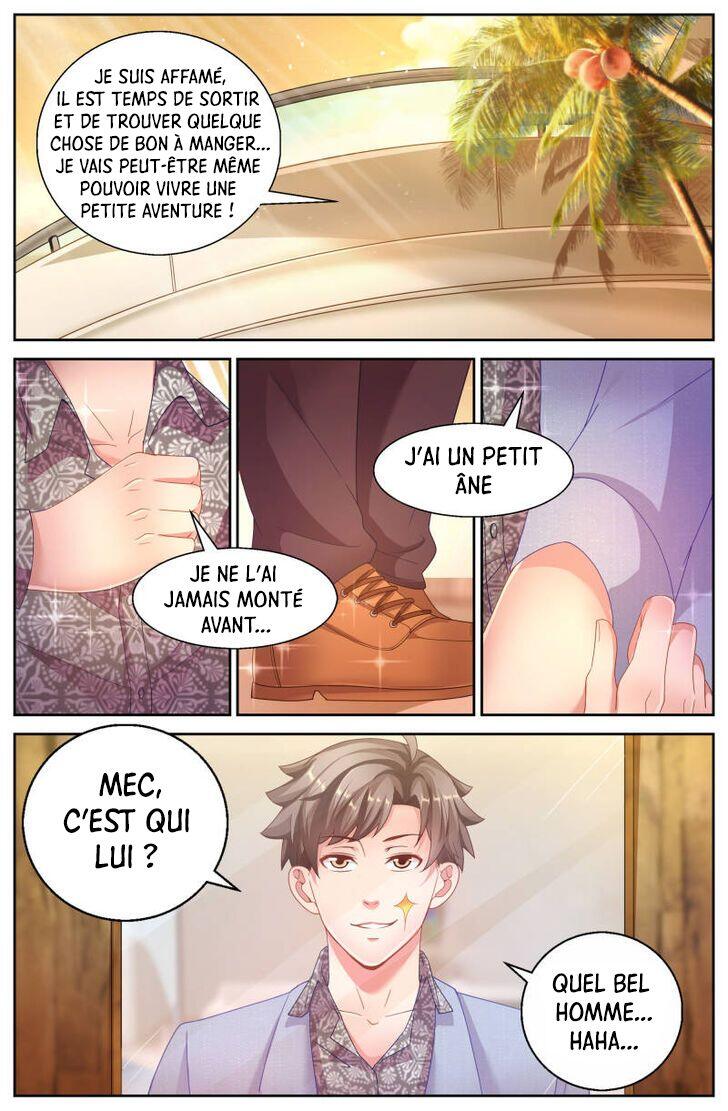 JE SUIS AFFAMÉ,
IL EST TEMPS DE SORTIR
ET DE TROUVER QUELQUE
CHOSE DE BON À MANGER...
JE VAIS PEUT-ÊTRE MÊME
POUVOIR VIVRE UNE
PETITE AVENTURE !
J'AI UN PETIT
ÂNE
JE NE L'AI
JAMAIS MONTÉ
AVANT...
MEC,
C'EST QUI
LUI ?
QUEL BEL
HOMME...
HAHA...